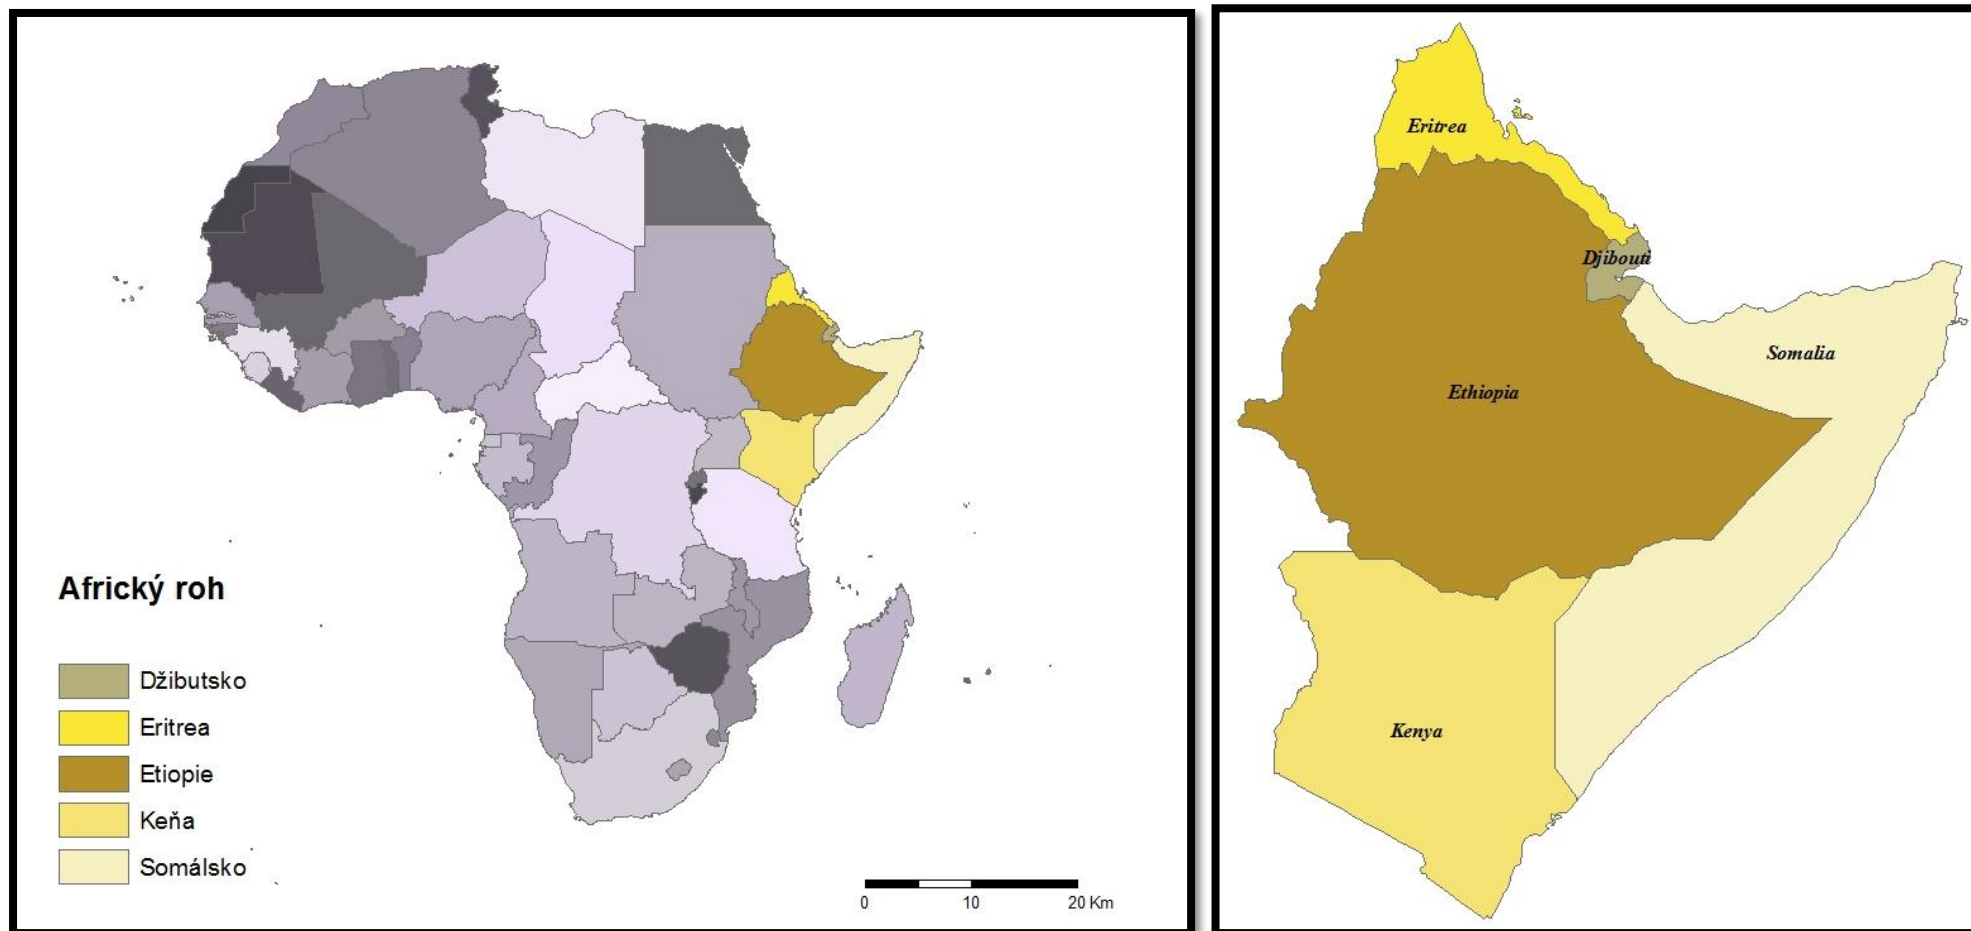 Africký roh
Džibutsko
Eritrea
Etiopie
Keňa
Somálsko
0 10 20 Km
Eritrea
Djibouti
Somalia
Ethiopia
Kenya